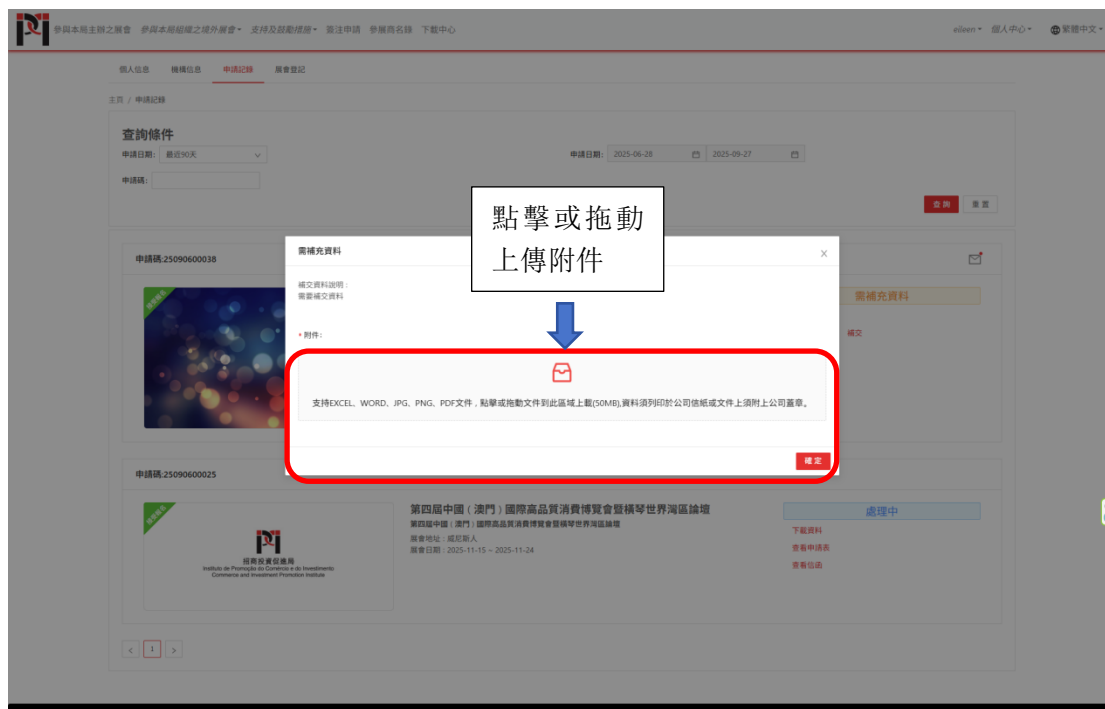 參與本局主辦之展會 參與本局組織之境外展會 支持及鼓勵措施 簽注申請 參展商名錄 下載中心 eileen 個人中心 繁體中文
個人信息 機構信息 申請記錄 展會登記
主頁 / 申請記錄
查詢條件
申請日期: 最近90天 申請日期: 2025-06-28 2025-09-27
申請碼:
查詢 重置
點擊或拖動
上傳附件
申請碼:25090600038
需補充資料
補交資料說明:
需要補交資料
* 附件:
支持EXCEL、WORD、JPG、PNG、PDF文件,點擊或拖動文件到此區域上載(50MB),資料須列印於公司信紙或文件上須附上公司蓋章。
確定
需補充資料
補交
申請碼:25090600025
招商投資促進局
Instituto de Promoção do Comércio e do Investimento
Commerce and Investment Promotion Institute
第四屆中國(澳門)國際高品質消費博覽會暨橫琴世界灣區論壇
第四屆中國(澳門)國際高品質消費博覽會暨橫琴世界灣區論壇
展會地址:威尼斯人
展會日期:2025-11-15 ~ 2025-11-24
處理中
下載資料
查看申請表
查看信函
< 1 >